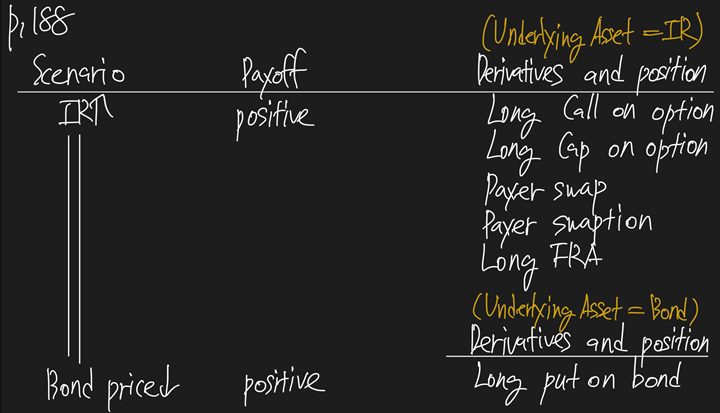 p.188
(Underlying Asset = IR)
Scenario Payoff Derivatives and position
IR↑ positive Long Call on option
Long Cap on option
Payer swap
Payer swaption
Long FRA
(Underlying Asset = Bond)
Derivatives and position
Bond price↓ positive Long put on bond